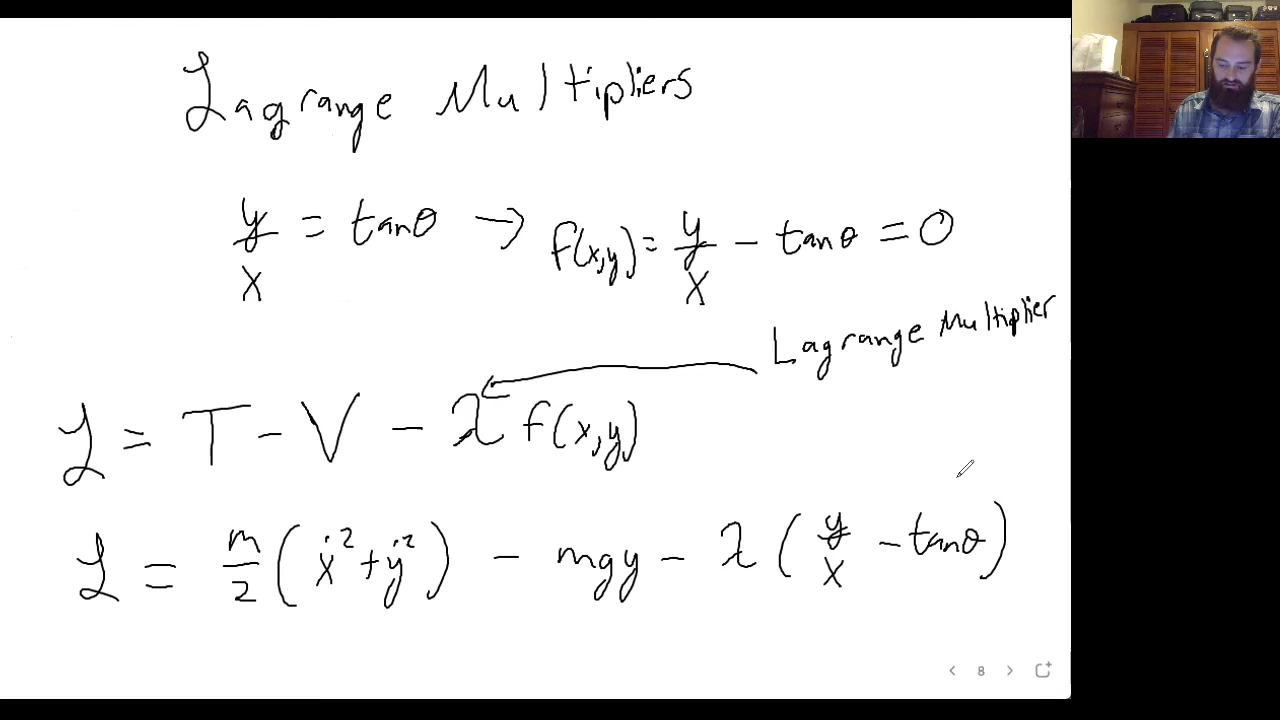 Lagrange Multipliers
y/x = tanθ → f(x,y) = y/x - tanθ = 0
Lagrange Multiplier
ℒ = T - V - λ f(x,y)
ℒ = m/2 (ẋ² + ẏ²) - mgy - λ (y/x - tanθ)
8